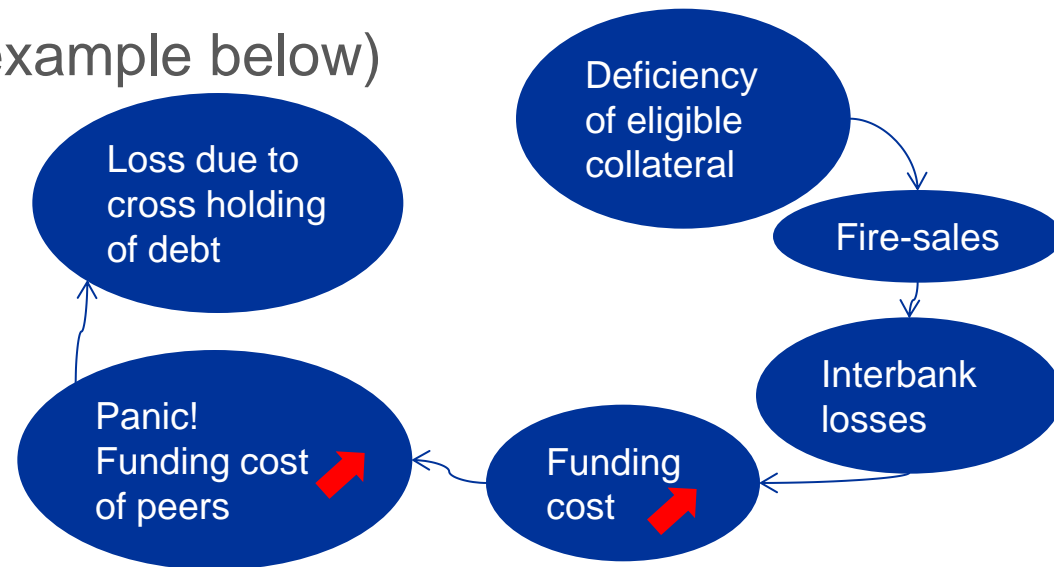 example below)
Deficiency
of eligible
collateral
Fire-sales
Interbank
losses
Funding
cost
Panic!
Funding cost
of peers
Loss due to
cross holding
of debt